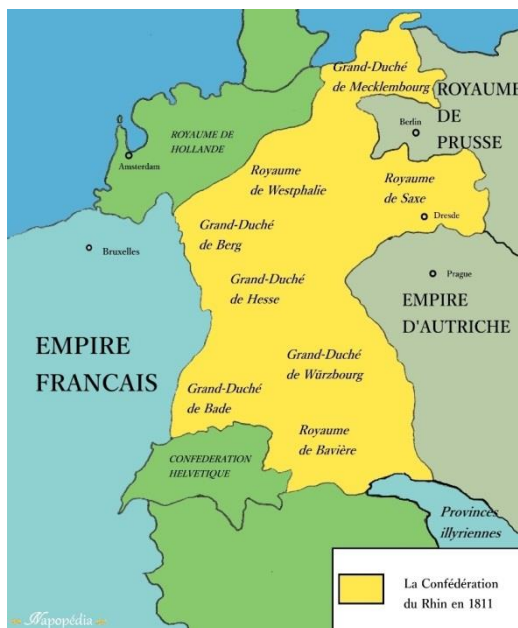 Grand-Duché
de Mecklembourg
ROYAUME
DE
PRUSSE
Berlin
ROYAUME DE
HOLLANDE
Amsterdam
Royaume
de Westphalie
Royaume
de Saxe
Dresde
Grand-Duché
de Berg
Bruxelles
Grand-Duché
de Hesse
Prague
EMPIRE
D'AUTRICHE
EMPIRE
FRANCAIS
Grand-Duché
de Würzbourg
Grand-Duché
de Bade
Royaume
de Bavière
CONFEDERATION
HELVETIQUE
Provinces
illyriennes
La Confédération
du Rhin en 1811
Napopédia